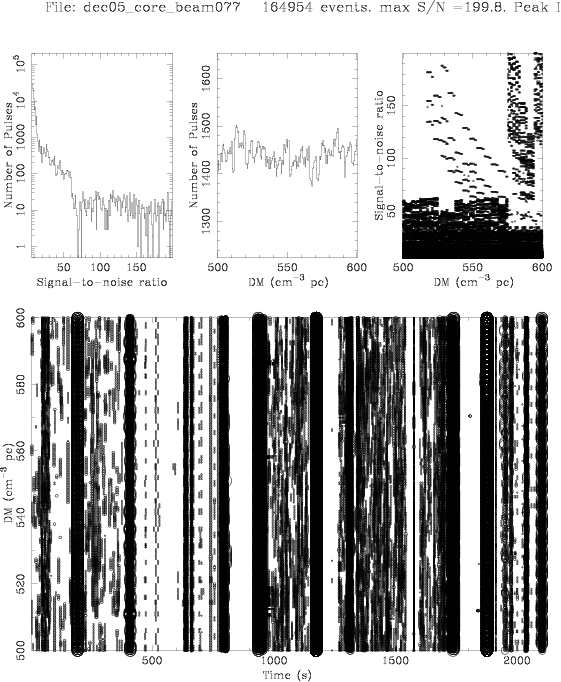 File: dec05_core_beam077 164954 events. max S/N =199.8. Peak
Number of Pulses
10^5
10^4
1000
100
10
1
50 100 150
Signal-to-noise ratio
Number of Pulses
1600
1500
1400
1300
500 550 600
DM (cm^-3 pc)
Signal-to-noise ratio
150
100
50
500 550 600
DM (cm^-3 pc)
DM (cm^-3 pc)
600
580
560
540
520
500
500 1000 1500 2000
Time (s)